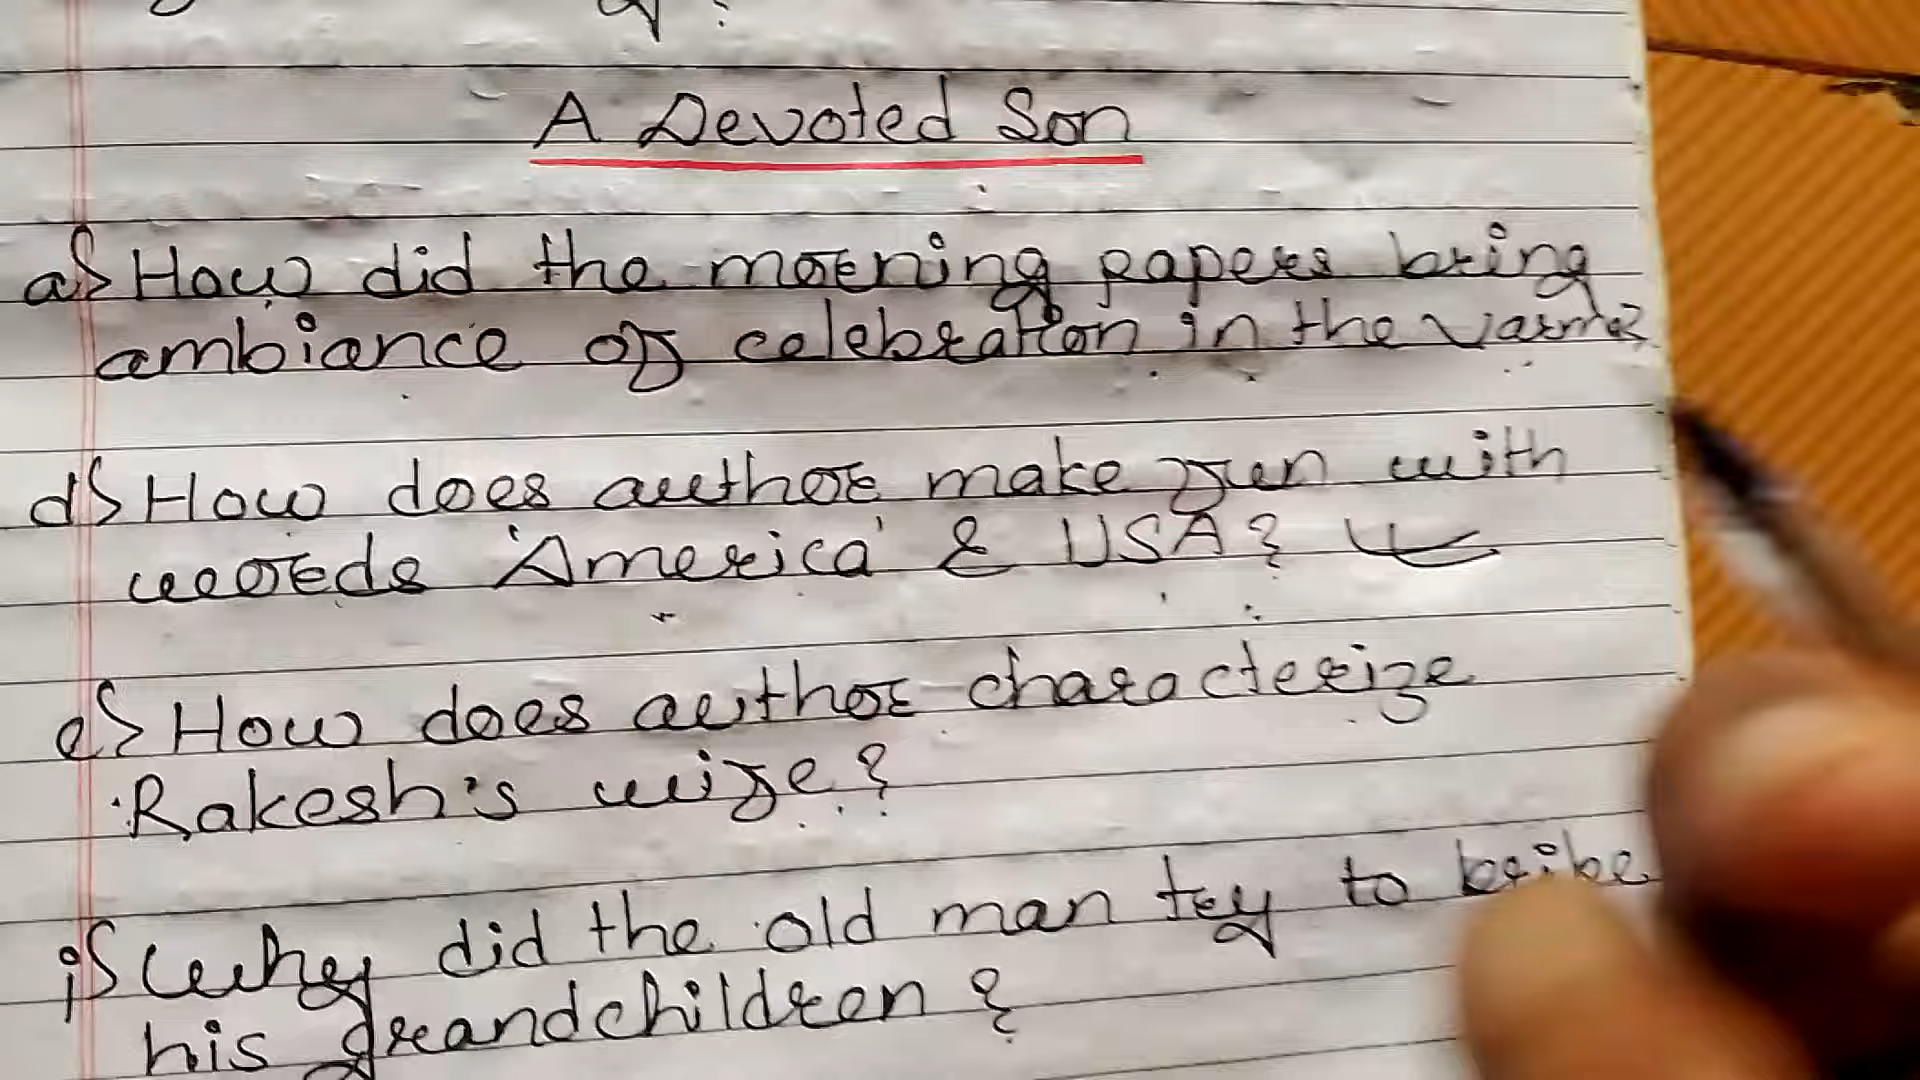 A Devoted Son
a) How did the morning papers bring
ambiance of celebration in the Varma?
d) How does author make fun with
words 'America' & USA?
e) How does author characterize
Rakesh's wife?
i) Why did the old man try to bribe
his grandchildren?